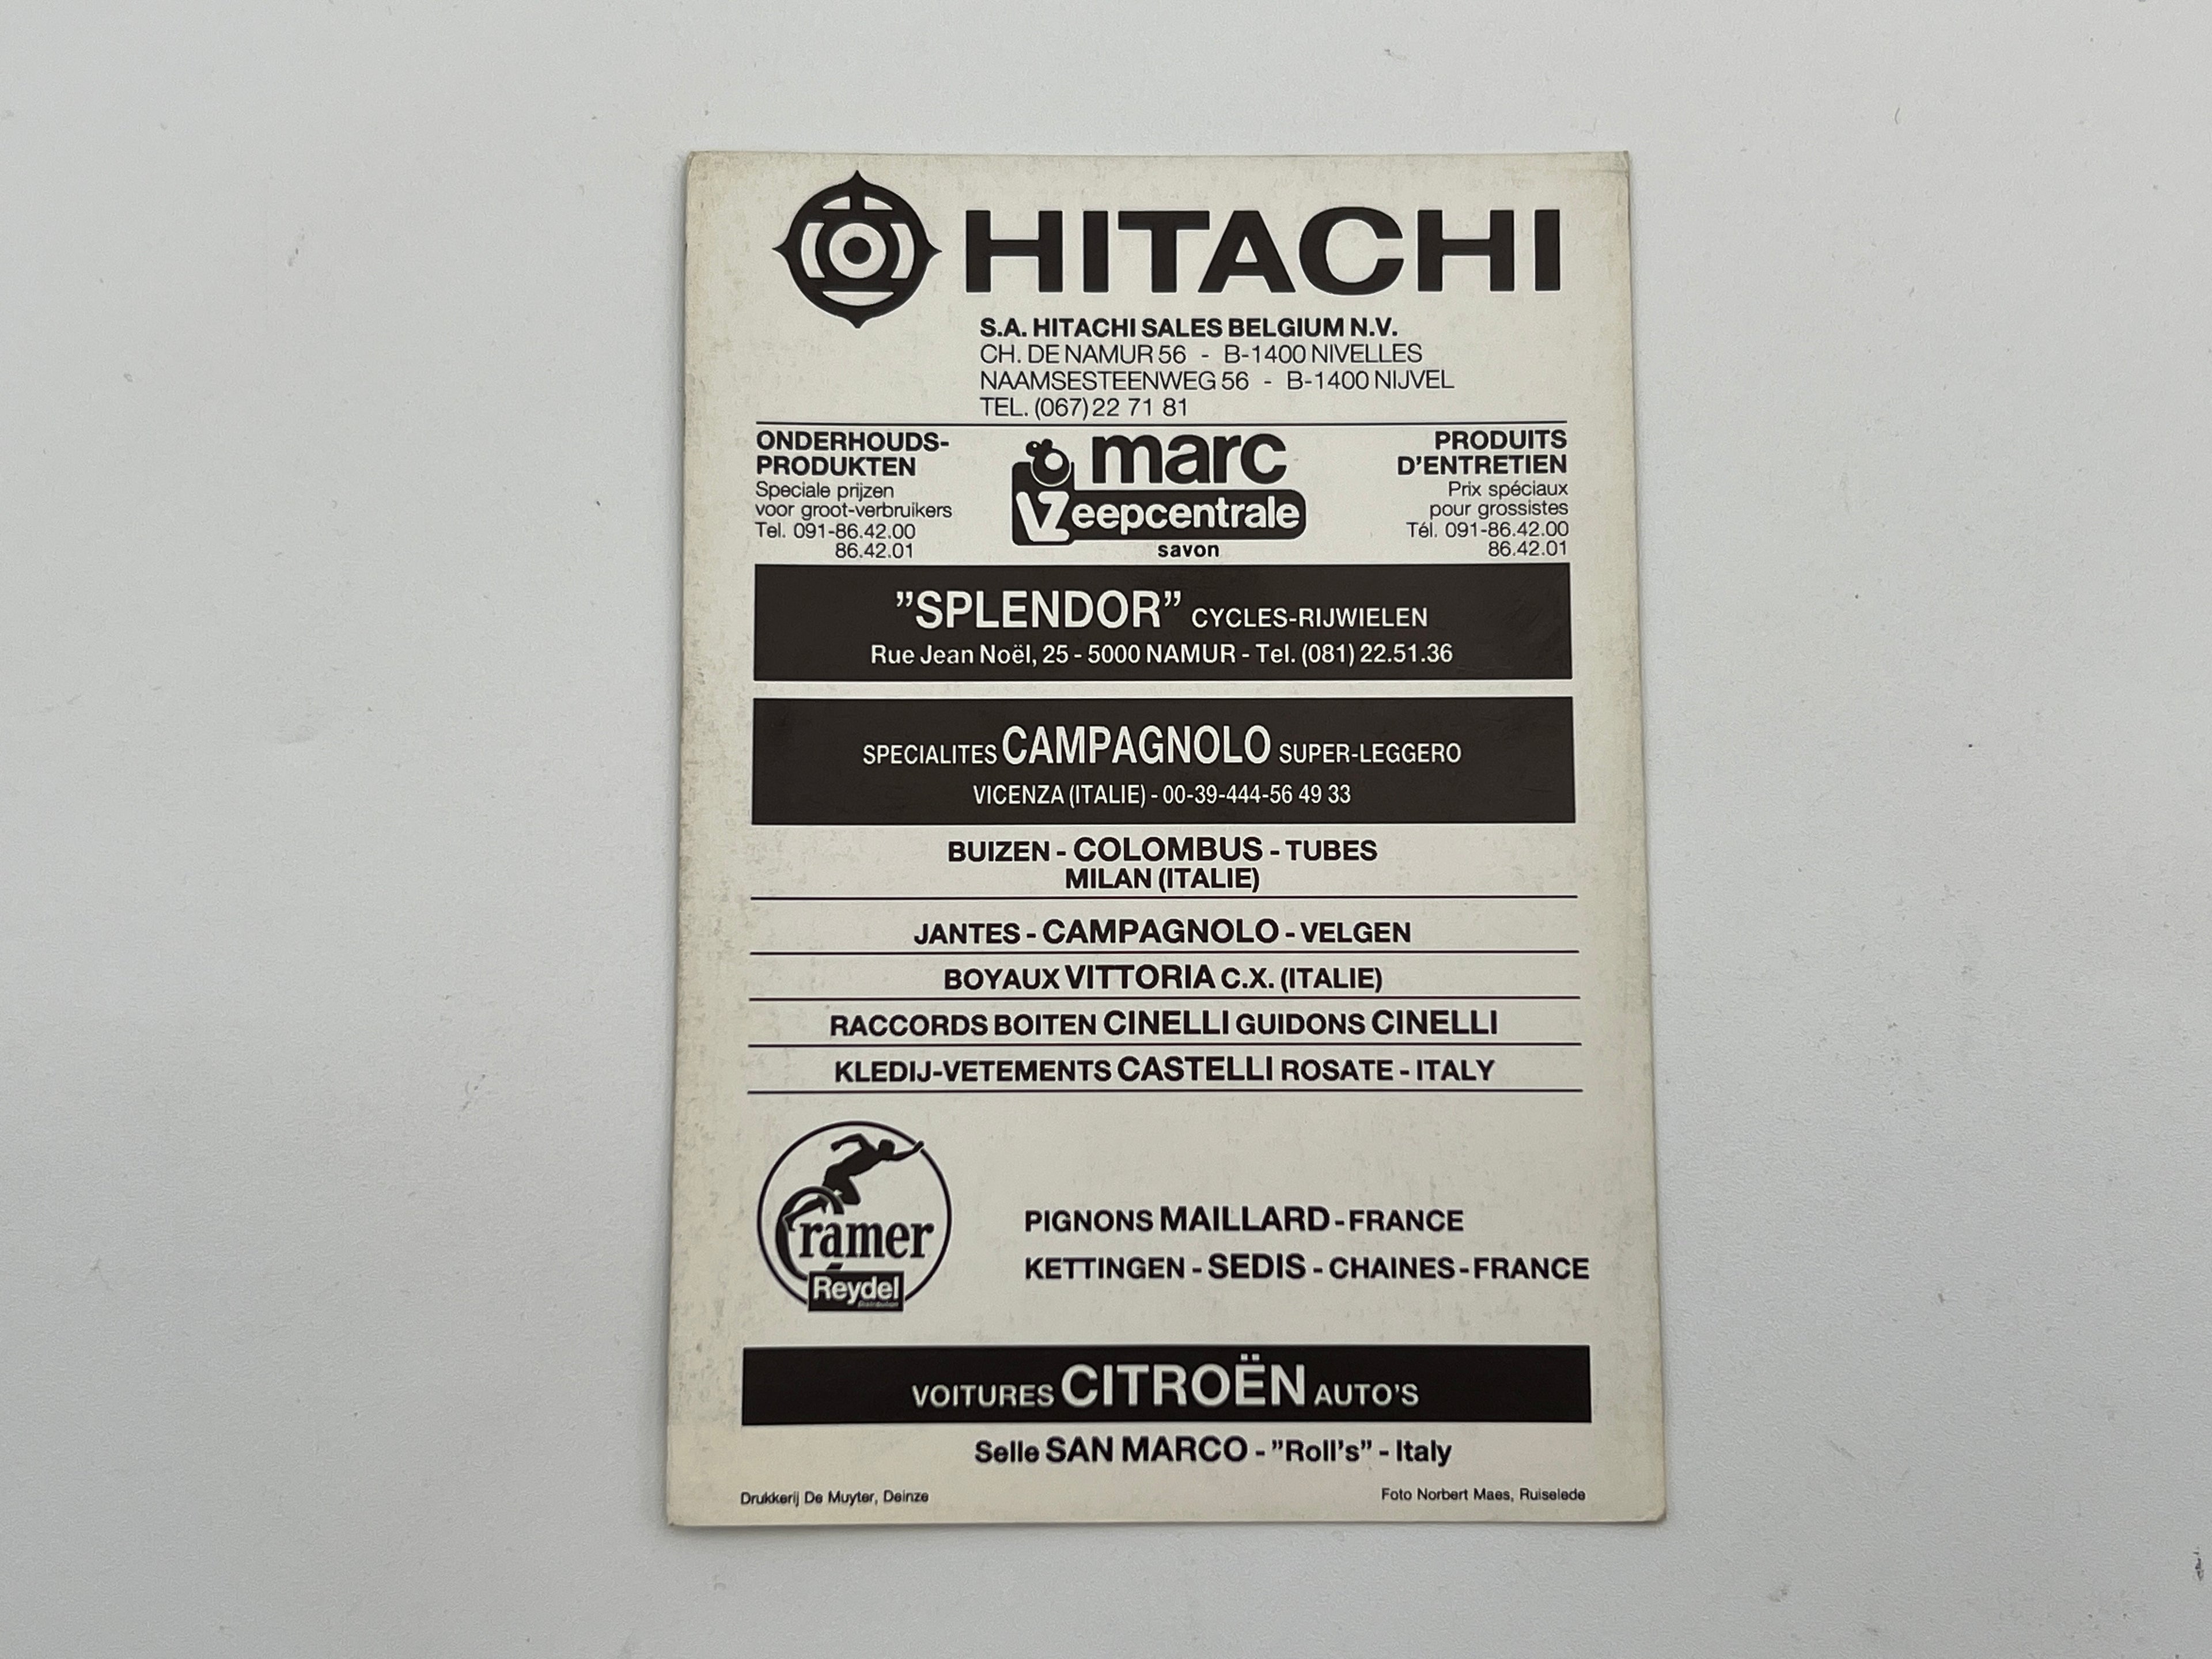 HITACHI
S.A. HITACHI SALES BELGIUM N.V.
CH. DE NAMUR 56 - B-1400 NIVELLES
NAAMSESTEENWEG 56 - B-1400 NIJVEL
TEL. (067) 22 71 81
ONDERHOUDS-
PRODUKTEN
Speciale prijzen
voor groot-verbruikers
Tel. 091-86.42.00
86.42.01
marc
Zeepcentrale
savon
PRODUITS
D'ENTRETIEN
Prix spéciaux
pour grossistes
Tél. 091-86.42.00
86.42.01
"SPLENDOR" CYCLES-RIJWIELEN
Rue Jean Noël, 25 - 5000 NAMUR - Tel. (081) 22.51.36
SPECIALITES CAMPAGNOLO SUPER-LEGGERO
VICENZA (ITALIE) - 00-39-444-56 49 33
BUIZEN - COLOMBUS - TUBES
MILAN (ITALIE)
JANTES - CAMPAGNOLO - VELGEN
BOYAUX VITTORIA C.X. (ITALIE)
RACCORDS BOITEN CINELLI GUIDONS CINELLI
KLEDIJ-VETEMENTS CASTELLI ROSATE - ITALY
Cramer
Reydel
PIGNONS MAILLARD - FRANCE
KETTINGEN - SEDIS - CHAINES - FRANCE
VOITURES CITROËN AUTO'S
Selle SAN MARCO - "Roll's" - Italy
Drukkerij De Muyter, Deinze
Foto Norbert Maes, Ruiselede